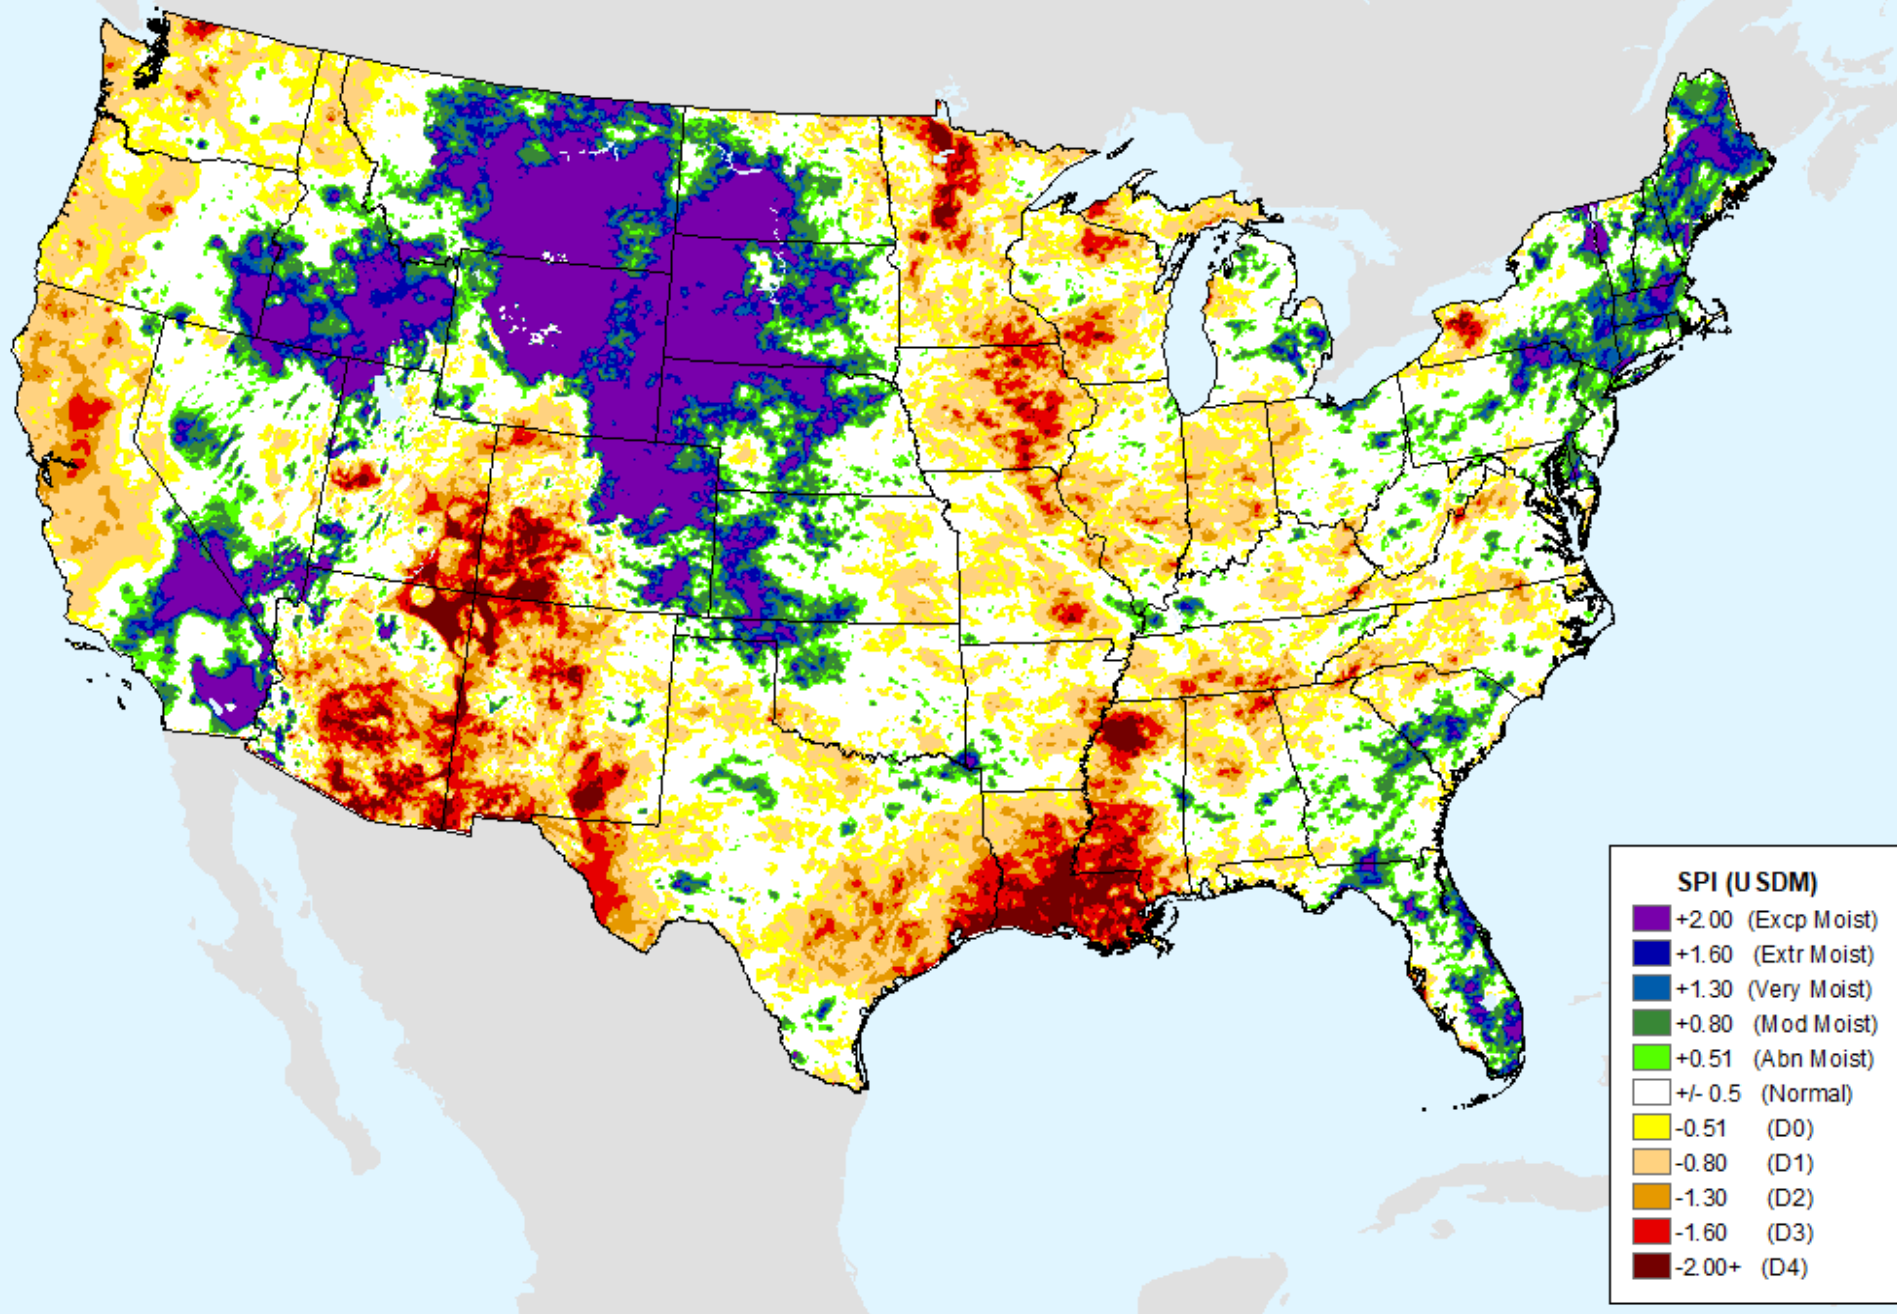 SPI (USDM)
+2.00 (Excp Moist)
+1.60 (Extr Moist)
+1.30 (Very Moist)
+0.80 (Mod Moist)
+0.51 (Abn Moist)
+/- 0.5 (Normal)
-0.51 (D0)
-0.80 (D1)
-1.30 (D2)
-1.60 (D3)
-2.00+ (D4)